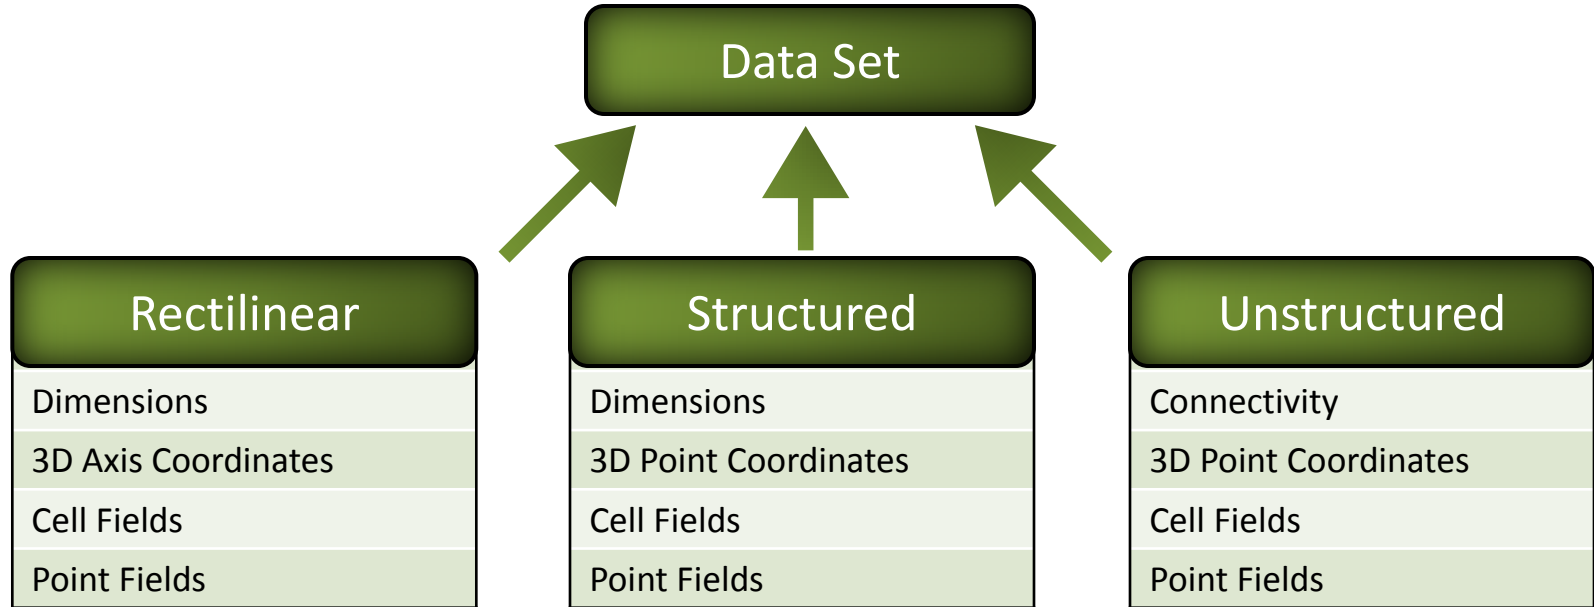 Data Set
Rectilinear
Dimensions
3D Axis Coordinates
Cell Fields
Point Fields
Structured
Dimensions
3D Point Coordinates
Cell Fields
Point Fields
Unstructured
Connectivity
3D Point Coordinates
Cell Fields
Point Fields